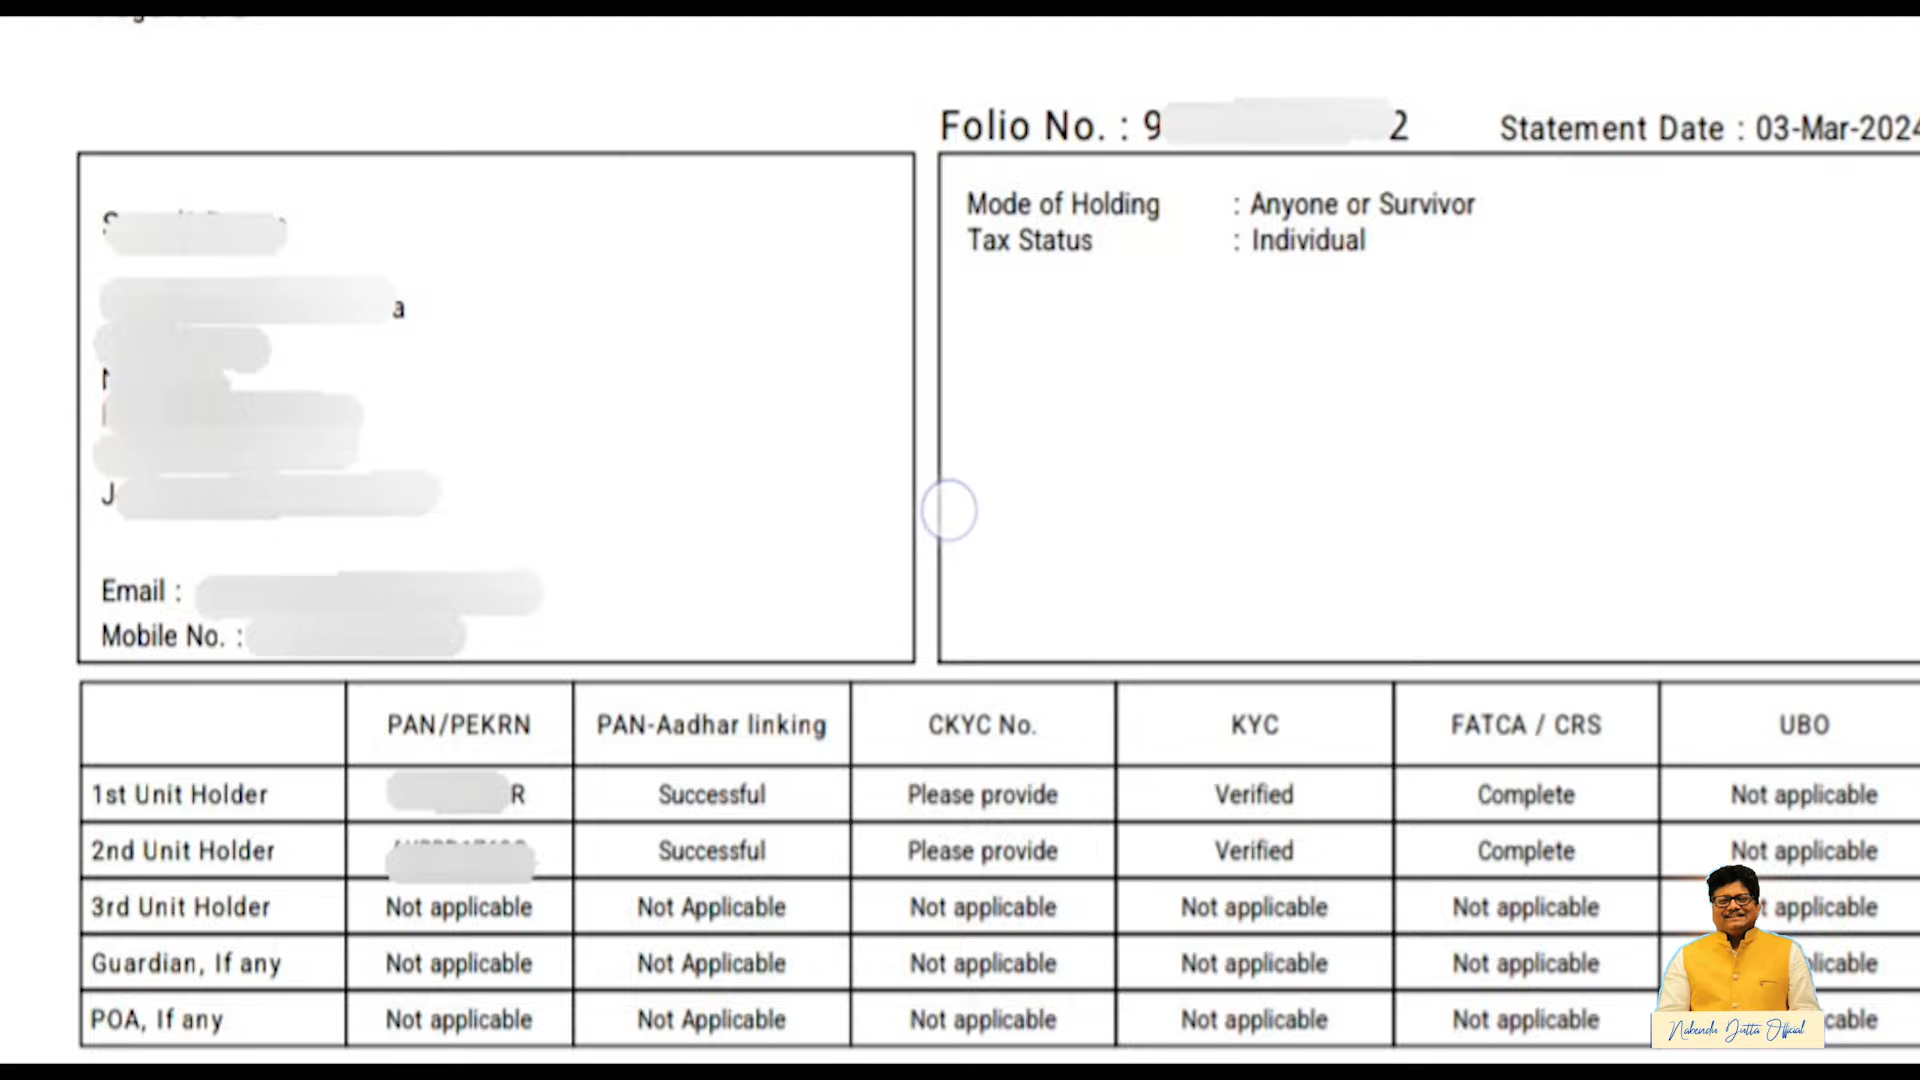 Folio No. : 9 2 Statement Date : 03-Mar-2024
Mode of Holding : Anyone or Survivor
Tax Status : Individual
a
J
Email :
Mobile No. :
PAN/PEKRN PAN-Aadhar linking CKYC No. KYC FATCA / CRS UBO
1st Unit Holder R Successful Please provide Verified Complete Not applicable
2nd Unit Holder Successful Please provide Verified Complete Not applicable
3rd Unit Holder Not applicable Not Applicable Not applicable Not applicable Not applicable applicable
Guardian, If any Not applicable Not Applicable Not applicable Not applicable Not applicable
POA, If any Not applicable Not Applicable Not applicable Not applicable Not applicable
Nabendu Jutta Official